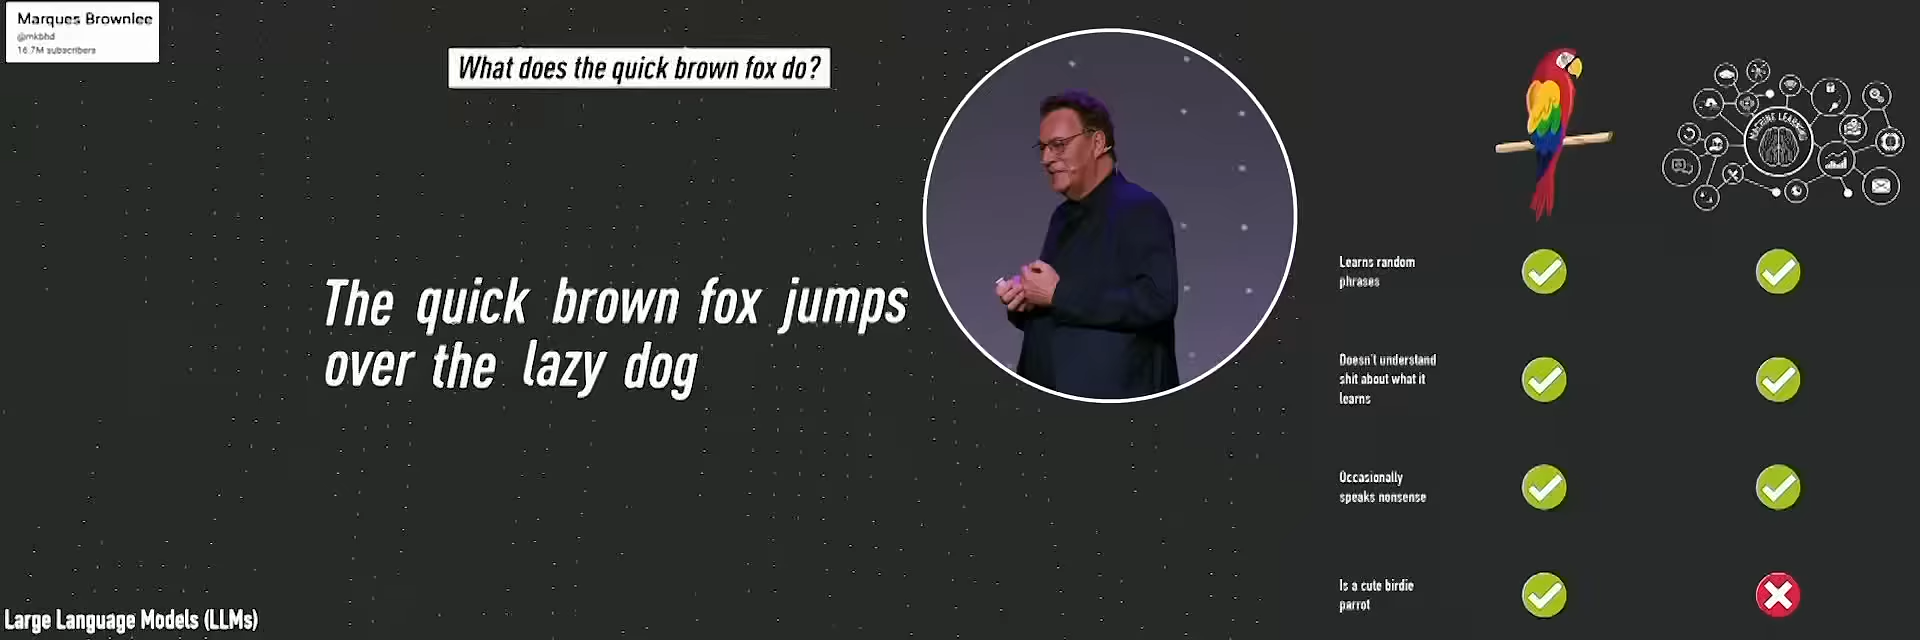 Marques Brownlee
@mkbhd
16.7M subscribers
What does the quick brown fox do?
The quick brown fox jumps
over the lazy dog
Large Language Models (LLMs)
MACHINE LEARNING
Learns random
phrases
Doesn't understand
shit about what it
learns
Occasionally
speaks nonsense
Is a cute birdie
parrot